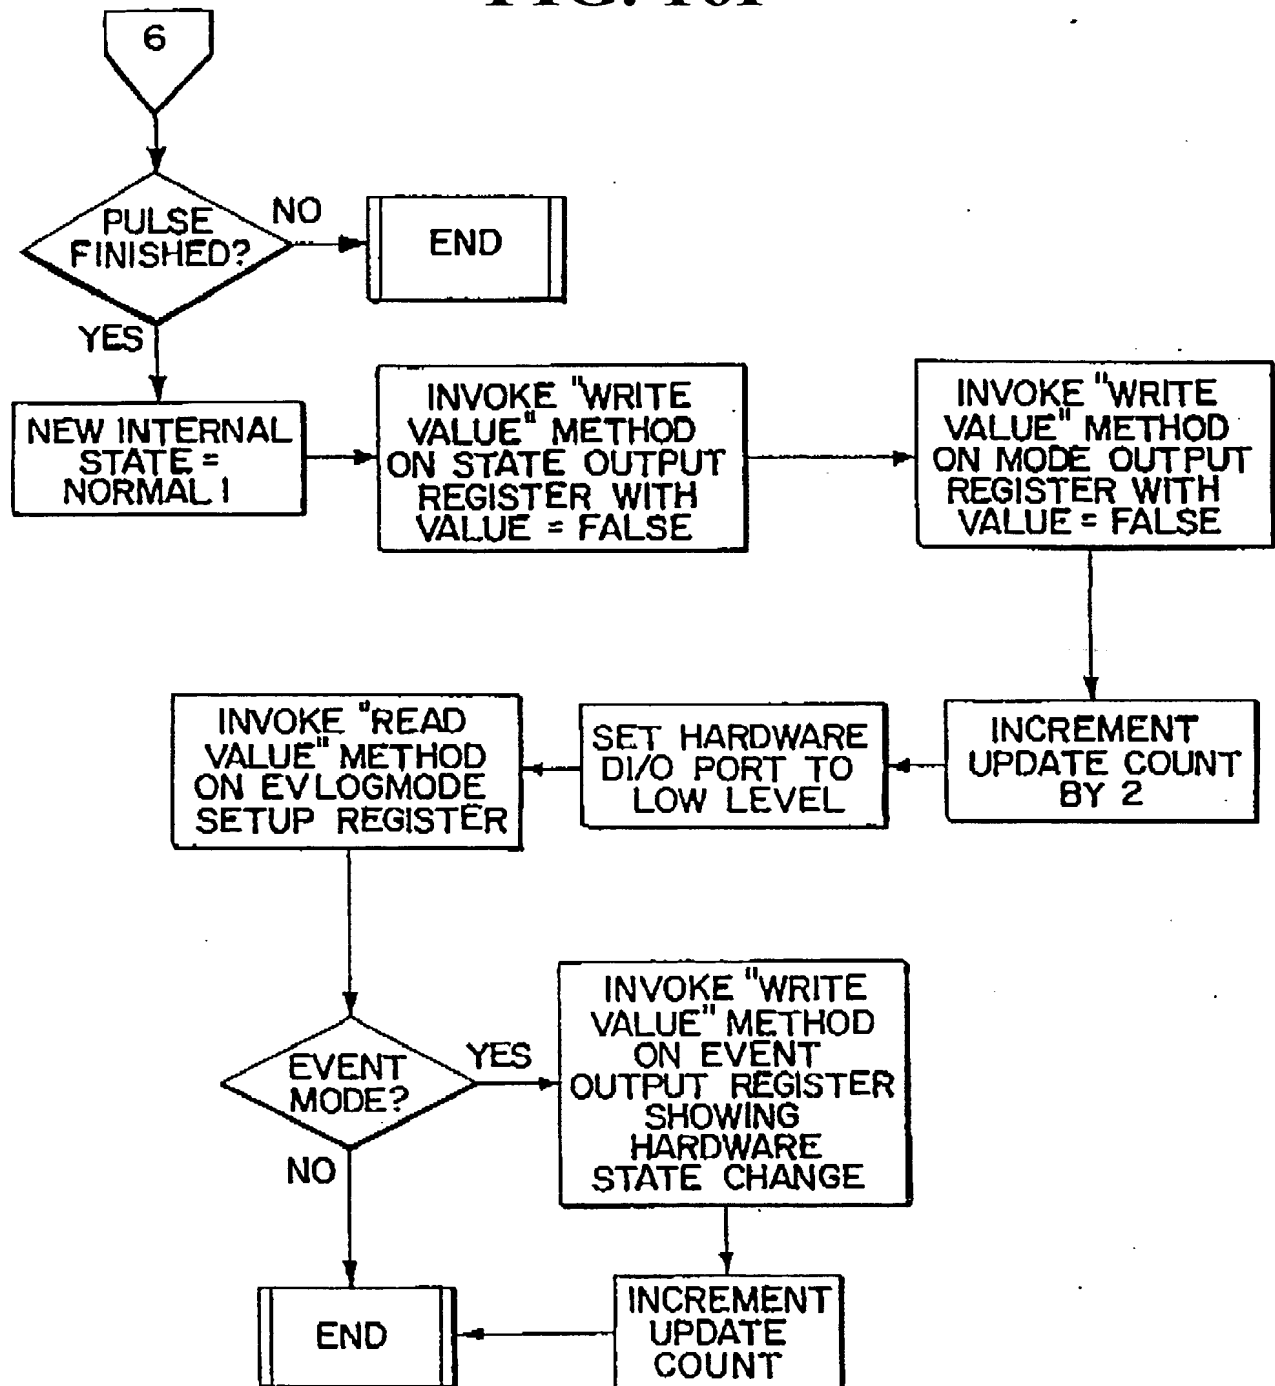 6
PULSE
FINISHED?
NO
END
YES
NEW INTERNAL
STATE =
NORMAL 1
INVOKE "WRITE
VALUE" METHOD
ON STATE OUTPUT
REGISTER WITH
VALUE = FALSE
INVOKE "WRITE
VALUE" METHOD
ON MODE OUTPUT
REGISTER WITH
VALUE = FALSE
INCREMENT
UPDATE COUNT
BY 2
SET HARDWARE
DI/O PORT TO
LOW LEVEL
INVOKE "READ
VALUE" METHOD
ON EVLOGMODE
SETUP REGISTER
EVENT
MODE?
YES
INVOKE "WRITE
VALUE" METHOD
ON EVENT
OUTPUT REGISTER
SHOWING
HARDWARE
STATE CHANGE
NO
INCREMENT
UPDATE
COUNT
END